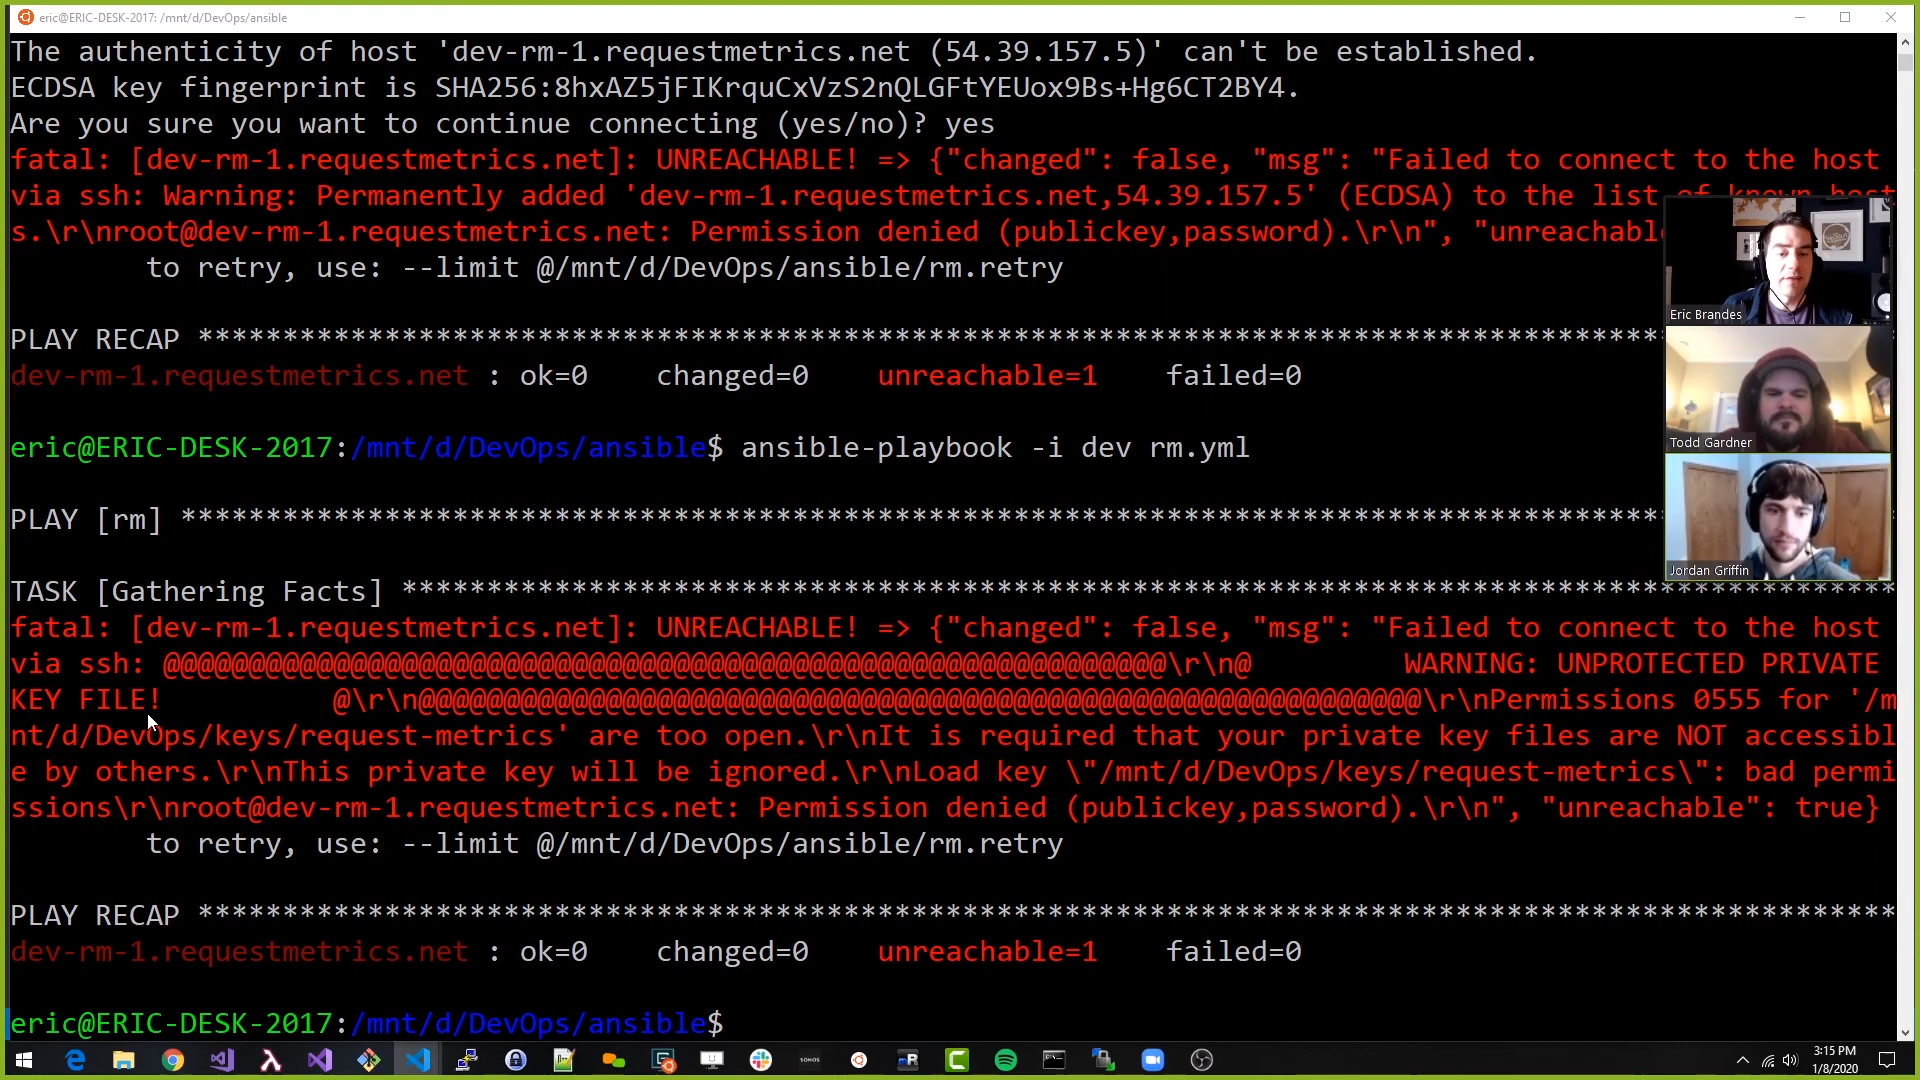 eric@ERIC-DESK-2017: /mnt/d/DevOps/ansible
The authenticity of host 'dev-rm-1.requestmetrics.net (54.39.157.5)' can't be established.
ECDSA key fingerprint is SHA256:8hxAZ5jFIKrquCxVzS2nQLGFtYEUox9Bs+Hg6CT2BY4.
Are you sure you want to continue connecting (yes/no)? yes
fatal: [dev-rm-1.requestmetrics.net]: UNREACHABLE! => {"changed": false, "msg": "Failed to connect to the host
via ssh: Warning: Permanently added 'dev-rm-1.requestmetrics.net,54.39.157.5' (ECDSA) to the list of known host
s.\r\nroot@dev-rm-1.requestmetrics.net: Permission denied (publickey,password).\r\n", "unreachabl
to retry, use: --limit @/mnt/d/DevOps/ansible/rm.retry
Eric Brandes
PLAY RECAP **************************************************************************************
dev-rm-1.requestmetrics.net : ok=0 changed=0 unreachable=1 failed=0
Todd Gardner
eric@ERIC-DESK-2017:/mnt/d/DevOps/ansible$ ansible-playbook -i dev rm.yml
PLAY [rm] ***************************************************************************************
Jordan Griffin
TASK [Gathering Facts] ****************************************************************************************
fatal: [dev-rm-1.requestmetrics.net]: UNREACHABLE! => {"changed": false, "msg": "Failed to connect to the host
via ssh: @@@@@@@@@@@@@@@@@@@@@@@@@@@@@@@@@@@@@@@@@@@@@@@@@@@@@@@@@@@\r\n@ WARNING: UNPROTECTED PRIVATE
KEY FILE! @\r\n@@@@@@@@@@@@@@@@@@@@@@@@@@@@@@@@@@@@@@@@@@@@@@@@@@@@@@@@@@@\r\nPermissions 0555 for '/m
nt/d/DevOps/keys/request-metrics' are too open.\r\nIt is required that your private key files are NOT accessibl
e by others.\r\nThis private key will be ignored.\r\nLoad key \"/mnt/d/DevOps/keys/request-metrics\": bad permi
ssions\r\nroot@dev-rm-1.requestmetrics.net: Permission denied (publickey,password).\r\n", "unreachable": true}
to retry, use: --limit @/mnt/d/DevOps/ansible/rm.retry
PLAY RECAP ****************************************************************************************************
dev-rm-1.requestmetrics.net : ok=0 changed=0 unreachable=1 failed=0
eric@ERIC-DESK-2017:/mnt/d/DevOps/ansible$
SONOS
3:15 PM
1/8/2020